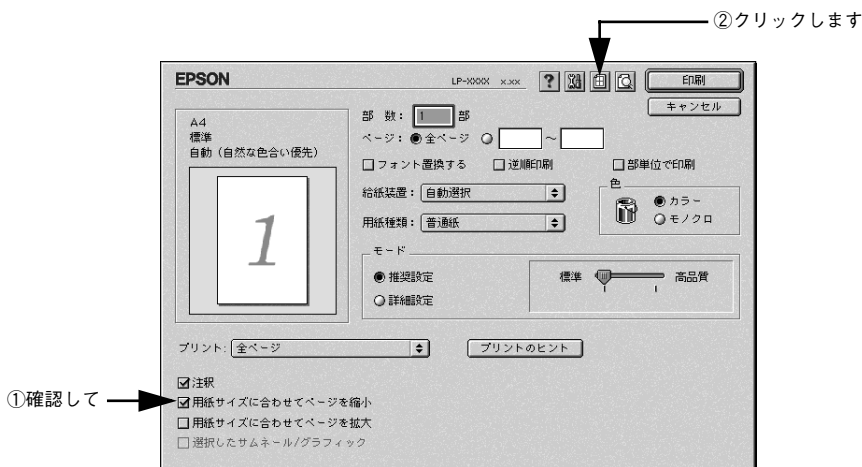 ②クリックします
EPSON
LP-XXXX x.xx
?
印刷
キャンセル
A4
標準
自動（自然な色合い優先）
1
部 数： 1 部
ページ： 全ページ ～
フォント置換する 逆順印刷 部単位で印刷
給紙装置： 自動選択
用紙種類： 普通紙
色
カラー
モノクロ
モード
推奨設定
詳細設定
標準 高品質
プリント: 全ページ
プリントのヒント
注釈
①確認して
用紙サイズに合わせてページを縮小
用紙サイズに合わせてページを拡大
選択したサムネール/グラフィック